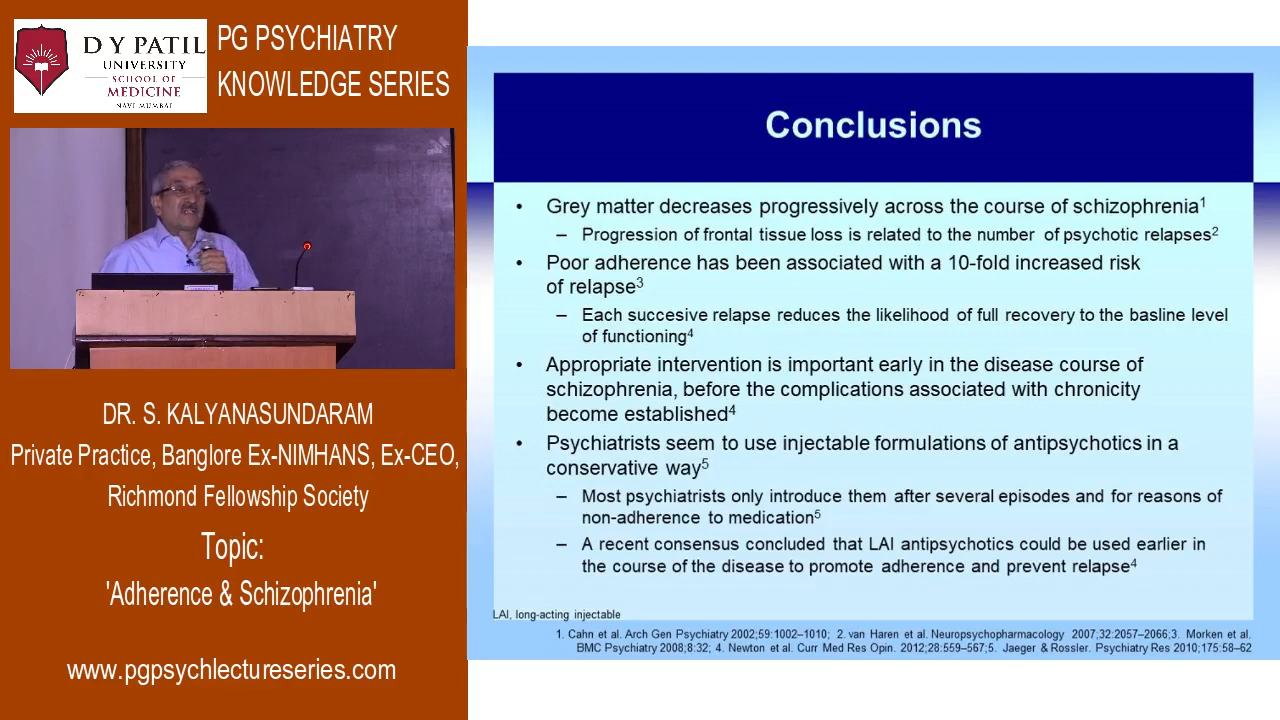 D Y PATIL
UNIVERSITY
SCHOOL OF
MEDICINE
NAVI MUMBAI
PG PSYCHIATRY
KNOWLEDGE SERIES
DR. S. KALYANASUNDARAM
Private Practice, Banglore Ex-NIMHANS, Ex-CEO,
Richmond Fellowship Society
Topic:
'Adherence & Schizophrenia'
www.pgpsychlectureseries.com
Conclusions
• Grey matter decreases progressively across the course of schizophrenia¹
– Progression of frontal tissue loss is related to the number of psychotic relapses²
• Poor adherence has been associated with a 10-fold increased risk
of relapse³
– Each succesive relapse reduces the likelihood of full recovery to the basline level
of functioning⁴
• Appropriate intervention is important early in the disease course of
schizophrenia, before the complications associated with chronicity
become established⁴
• Psychiatrists seem to use injectable formulations of antipsychotics in a
conservative way⁵
– Most psychiatrists only introduce them after several episodes and for reasons of
non-adherence to medication⁵
– A recent consensus concluded that LAI antipsychotics could be used earlier in
the course of the disease to promote adherence and prevent relapse⁴
LAI, long-acting injectable
1. Cahn et al. Arch Gen Psychiatry 2002;59:1002–1010; 2. van Haren et al. Neuropsychopharmacology 2007;32:2057–2066;3. Morken et al.
BMC Psychiatry 2008;8:32; 4. Newton et al. Curr Med Res Opin. 2012;28:559–567;5. Jaeger & Rossler. Psychiatry Res 2010;175:58–62